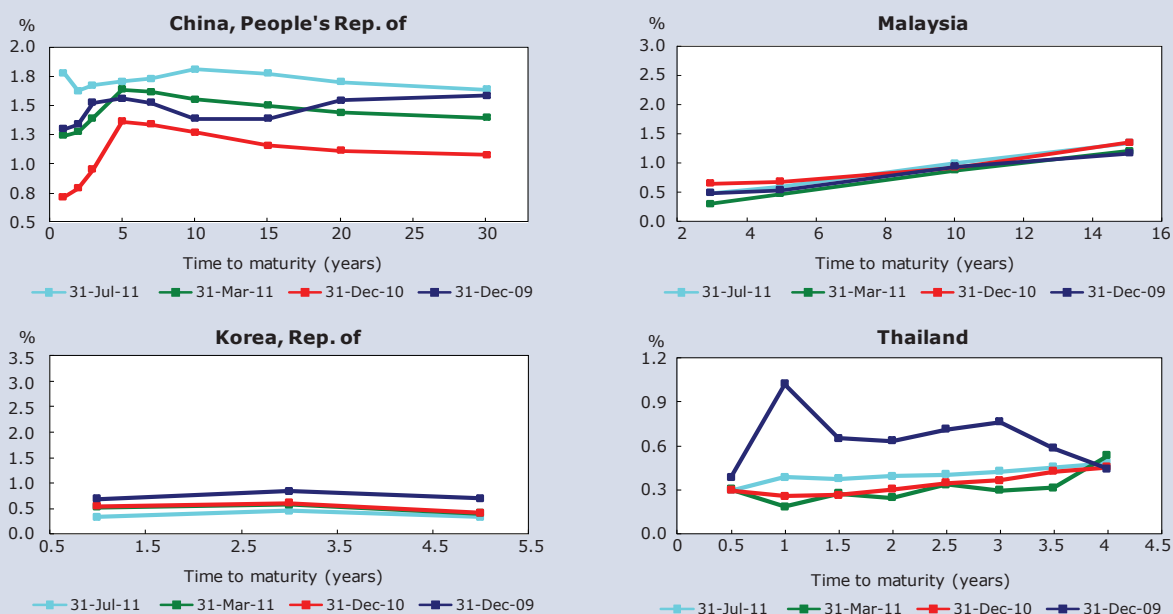 China, People's Rep. of
%
2.0
1.8
1.5
1.3
1.0
0.8
0.5
0 5 10 15 20 25 30
Time to maturity (years)
31-Jul-11 31-Mar-11 31-Dec-10 31-Dec-09
Malaysia
%
3.0
2.5
2.0
1.5
1.0
0.5
0.0
2 4 6 8 10 12 14 16
Time to maturity (years)
31-Jul-11 31-Mar-11 31-Dec-10 31-Dec-09
Korea, Rep. of
%
3.5
3.0
2.5
2.0
1.5
1.0
0.5
0.0
0.5 1.5 2.5 3.5 4.5 5.5
Time to maturity (years)
31-Jul-11 31-Mar-11 31-Dec-10 31-Dec-09
Thailand
%
1.2
0.9
0.6
0.3
0.0
0 0.5 1 1.5 2 2.5 3 3.5 4 4.5
Time to maturity (years)
31-Jul-11 31-Mar-11 31-Dec-10 31-Dec-09